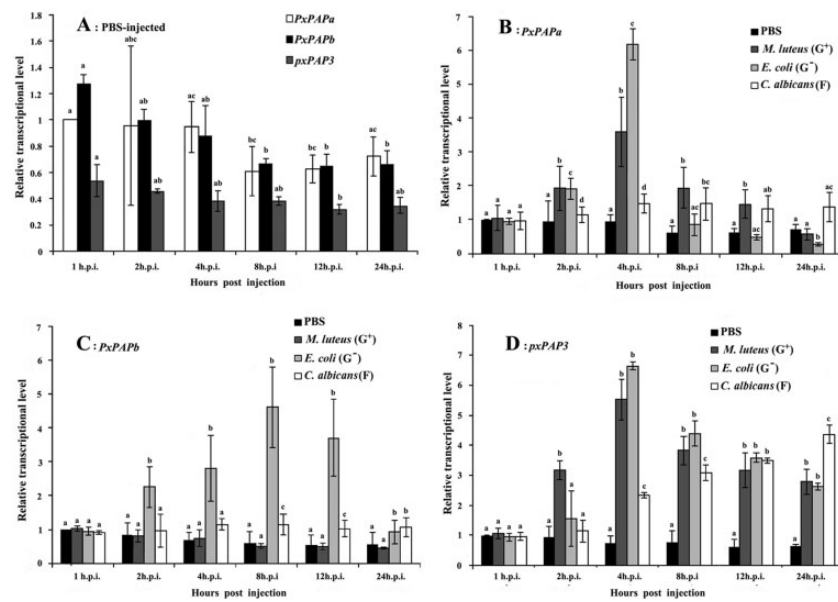 A : PBS-injected
PxPAPa
PxPAPb
pxPAP3
Relative transcriptional level
1.8
1.6
1.4
1.2
1
0.8
0.6
0.4
0.2
0
a a a abc ab ab ac ab ab bc b ab bc b b ac b ab
1 h.p.i. 2h.p.i. 4h.p.i. 8h.p.i 12h.p.i. 24h.p.i.
Hours post injection
B : PxPAPa
PBS
M. luteus (G+)
E. coli (G−)
C. albicans (F)
Relative transcriptional level
7
6
5
4
3
2
1
0
a a a a a b c d a b c d a b ac bc a b ac ab a a b ac
1 h.p.i. 2h.p.i. 4h.p.i. 8h.p.i. 12h.p.i. 24h.p.i.
Hours post injection
C : PxPAPb
PBS
M. luteus (G+)
E. coli (G−)
C. albicans (F)
Relative transcriptional level
7
6
5
4
3
2
1
0
a a a a a a b a a a b a a a b c a a b c a a b b
1 h.p.i. 2h.p.i. 4h.p.i. 8h.p.i 12h.p.i. 24h.p.i.
Hours post injection
D : pxPAP3
PBS
M. luteus (G+)
E. coli (G−)
C. albicans (F)
Relative transcriptional level
8
7
6
5
4
3
2
1
0
a a a a a b a a a b b c a b b c a b b b a b b c
1 h.p.i. 2h.p.i. 4h.p.i. 8h.p.i 12h.p.i. 24h.p.i.
Hours post injection